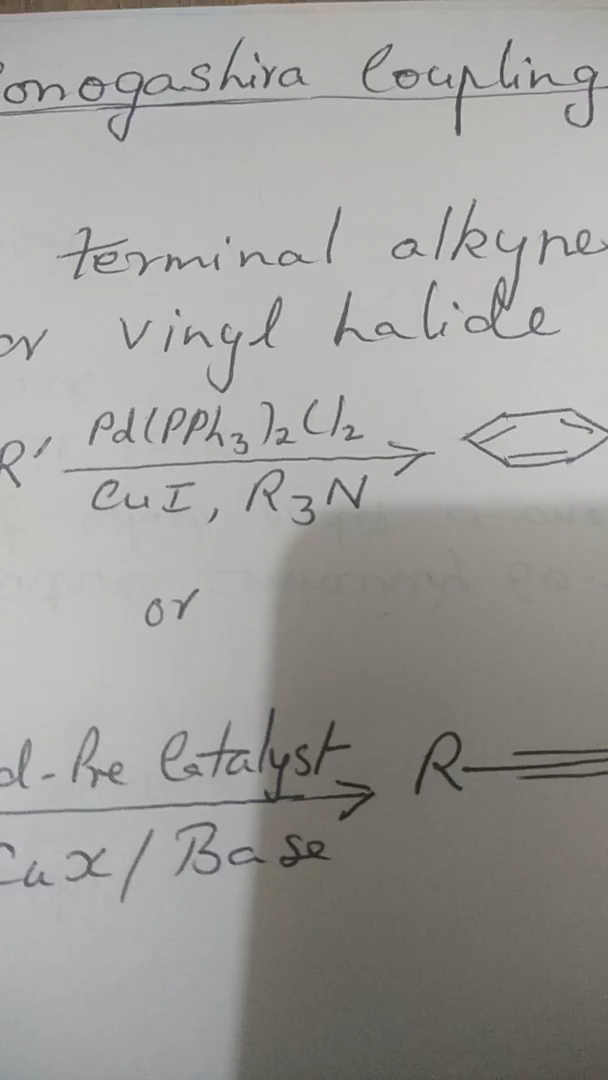 onogashira Coupling
terminal alkyne
or vinyl halide
R' Pd(PPh3)2Cl2
CuI, R3N
or
d-Pre Catalyst R
CuX/Base